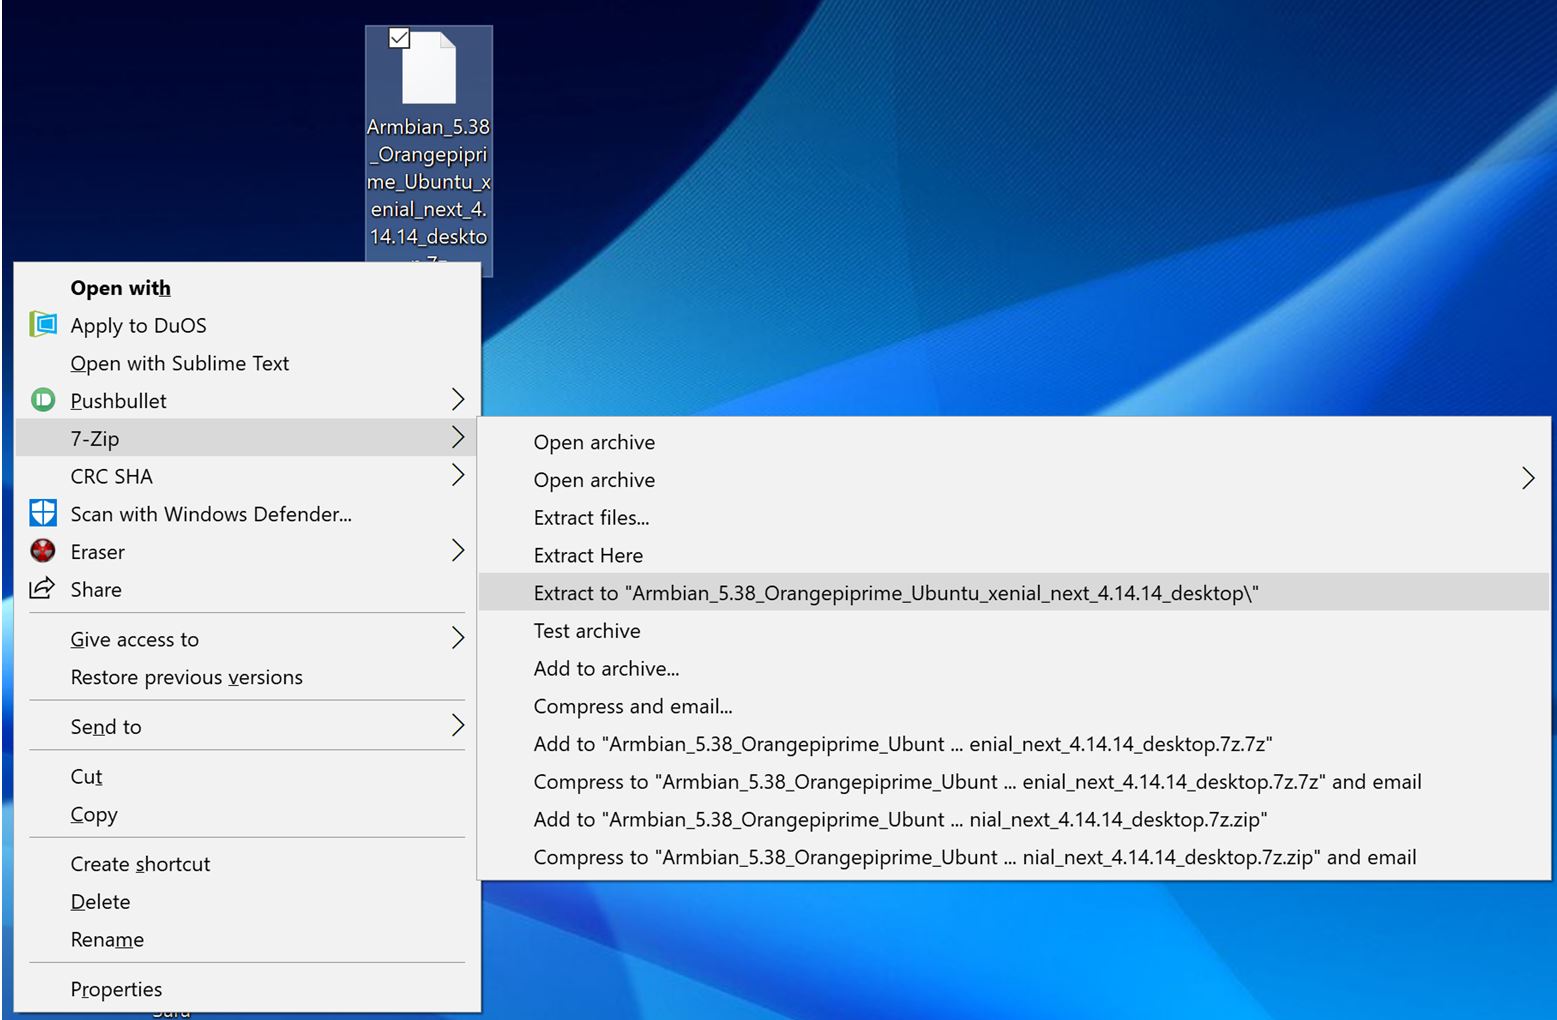 Armbian_5.38
_Orangepipri
me_Ubuntu_x
enial_next_4.
14.14_deskto
p.7z
Open with
Apply to DuOS
Open with Sublime Text
Pushbullet
7-Zip
CRC SHA
Scan with Windows Defender...
Eraser
Share
Give access to
Restore previous versions
Send to
Cut
Copy
Create shortcut
Delete
Rename
Properties
Open archive
Open archive
Extract files...
Extract Here
Extract to "Armbian_5.38_Orangepiprime_Ubuntu_xenial_next_4.14.14_desktop\"
Test archive
Add to archive...
Compress and email...
Add to "Armbian_5.38_Orangepiprime_Ubunt ... enial_next_4.14.14_desktop.7z.7z"
Compress to "Armbian_5.38_Orangepiprime_Ubunt ... enial_next_4.14.14_desktop.7z.7z" and email
Add to "Armbian_5.38_Orangepiprime_Ubunt ... nial_next_4.14.14_desktop.7z.zip"
Compress to "Armbian_5.38_Orangepiprime_Ubunt ... nial_next_4.14.14_desktop.7z.zip" and email